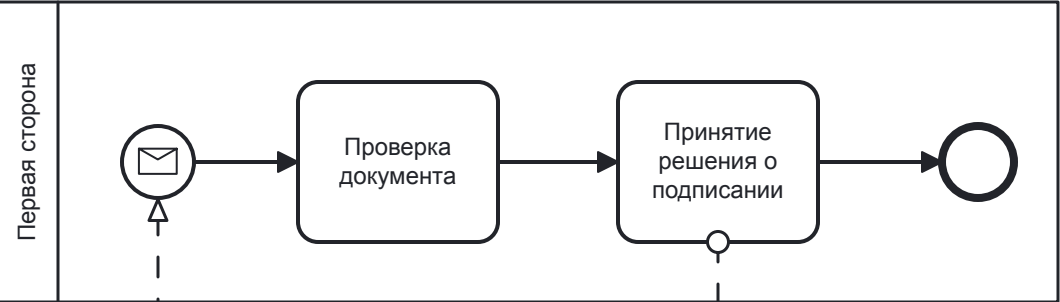 Первая сторона
Проверка
документа
Принятие
решения о
подписании